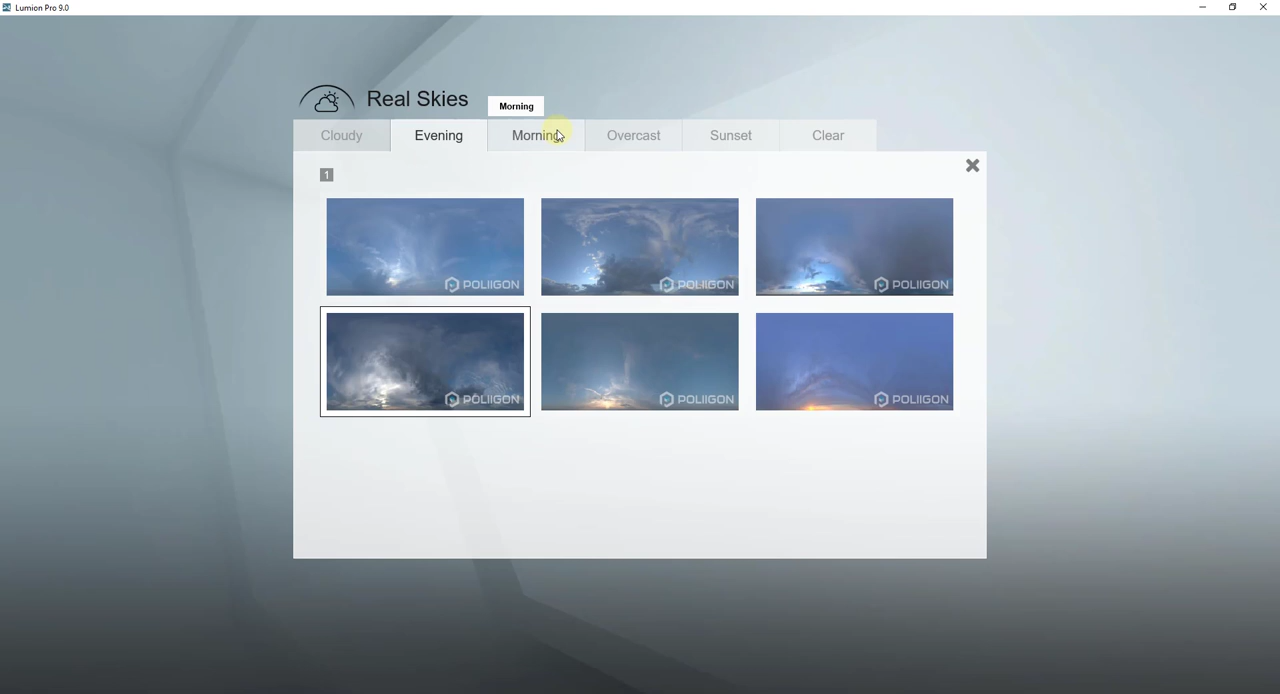 Lumion Pro 9.0
Real Skies
Morning
Cloudy
Evening
Morning
Overcast
Sunset
Clear
1
POLIIGON
POLIIGON
POLIIGON
POLIIGON
POLIIGON
POLIIGON